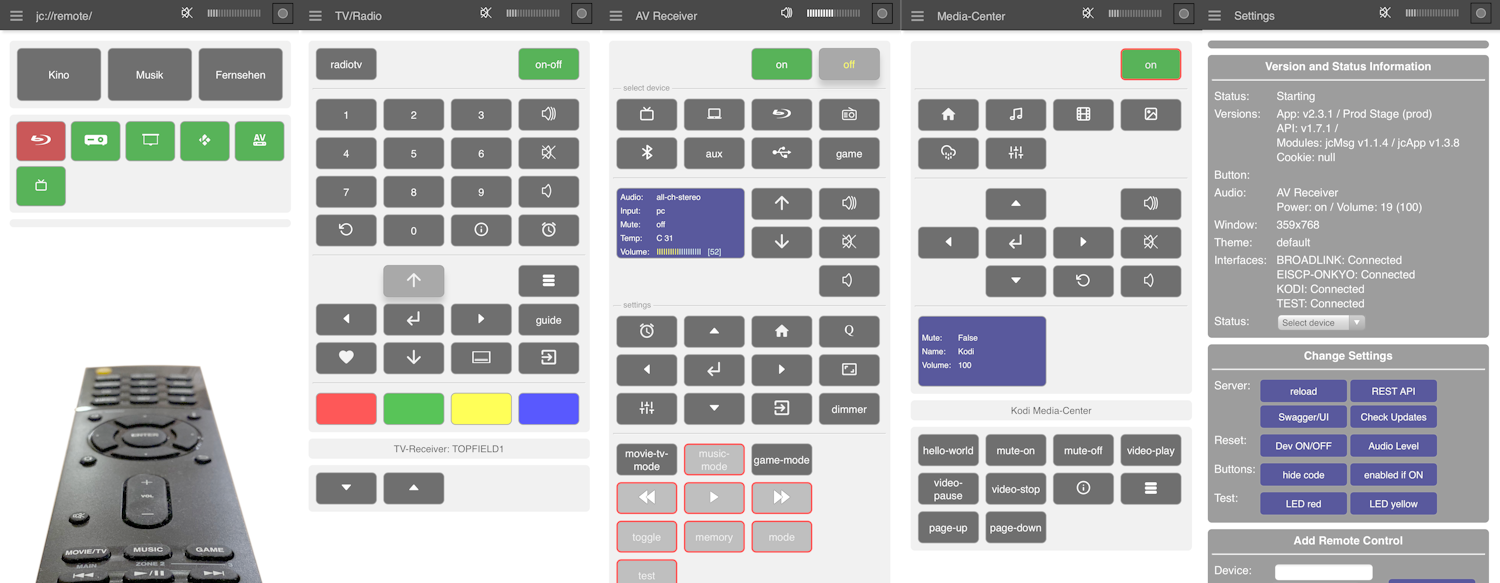 jc://remote/
Kino
Musik
Fernsehen
AV
ENTER
VOL
MOVIE/TV
MUSIC
GAME
MAIN
ZONE 2
TV/Radio
radiotv
on-off
1
2
3
4
5
6
7
8
9
0
guide
TV-Receiver: TOPFIELD1
AV Receiver
on
off
select device
aux
game
Audio: all-ch-stereo
Input: pc
Mute: off
Temp: C 31
Volume: [52]
settings
Q
dimmer
movie-tv-
mode
music-
mode
game-mode
toggle
memory
mode
test
Media-Center
on
Mute: False
Name: Kodi
Volume: 100
Kodi Media-Center
hello-world
mute-on
mute-off
video-play
video-
pause
video-stop
page-up
page-down
Settings
Version and Status Information
Status: Starting
Versions: App: v2.3.1 / Prod Stage (prod)
API: v1.7.1 /
Modules: jcMsg v1.1.4 / jcApp v1.3.8
Cookie: null
Button:
Audio: AV Receiver
Power: on / Volume: 19 (100)
Window: 359x768
Theme: default
Interfaces: BROADLINK: Connected
EISCP-ONKYO: Connected
KODI: Connected
TEST: Connected
Status: Select device
Change Settings
Server: reload REST API
Swagger/UI Check Updates
Reset: Dev ON/OFF Audio Level
Buttons: hide code enabled if ON
Test: LED red LED yellow
Add Remote Control
Device: